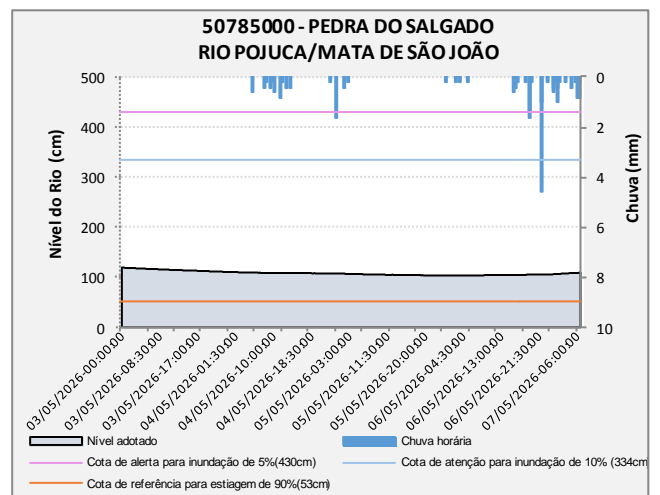 50785000 - PEDRA DO SALGADO
RIO POJUCA/MATA DE SÃO JOÃO
Nível do Rio (cm)
500
400
300
200
100
0
Chuva (mm)
0
2
4
6
8
10
03/05/2026-00:00:00
03/05/2026-08:30:00
03/05/2026-17:00:00
04/05/2026-01:30:00
04/05/2026-10:00:00
04/05/2026-18:30:00
05/05/2026-03:00:00
05/05/2026-11:30:00
05/05/2026-20:00:00
06/05/2026-04:30:00
06/05/2026-13:00:00
06/05/2026-21:30:00
07/05/2026-06:00:00
Nível adotado
Chuva horária
Cota de alerta para inundação de 5%(430cm)
Cota de atenção para inundação de 10% (334cm
Cota de referência para estiagem de 90%(53cm)